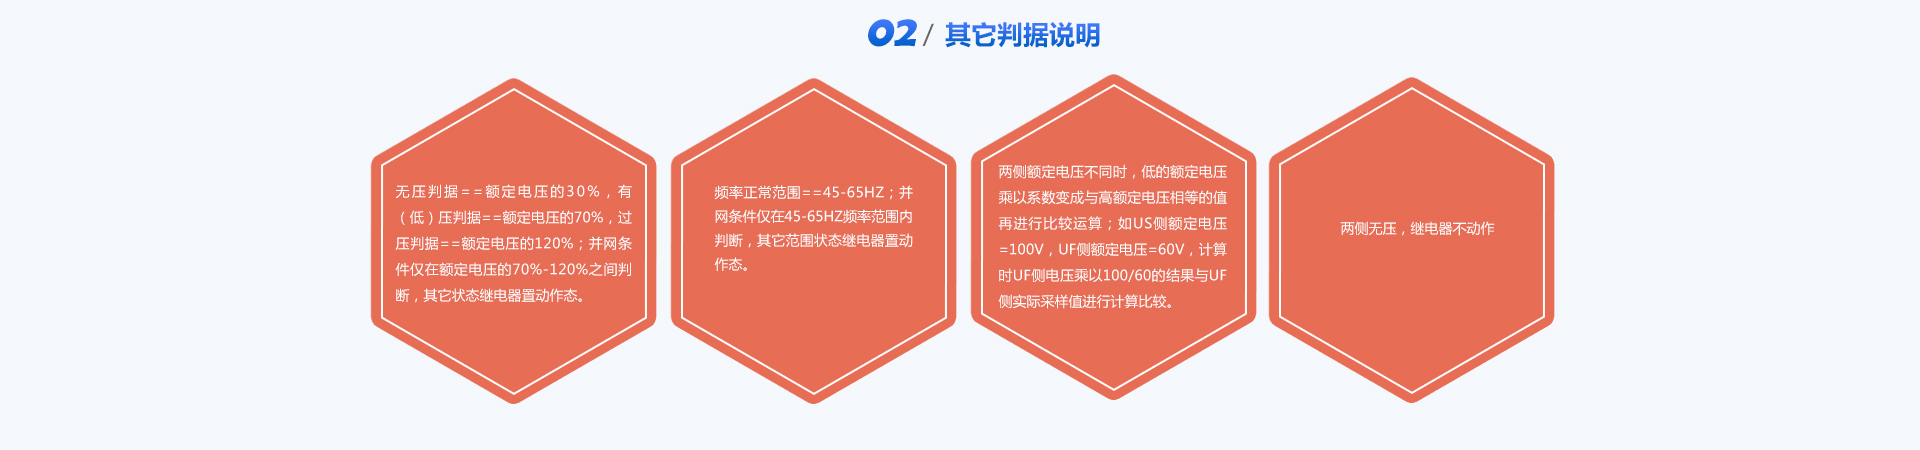 02/ 其它判据说明
无压判据==额定电压的30%，有
（低）压判据==额定电压的70%，过
压判据==额定电压的120%；并网条
件仅在额定电压的70%-120%之间判
断，其它状态继电器置动作态。
频率正常范围==45-65HZ；并
网条件仅在45-65HZ频率范围内
判断，其它范围状态继电器置动
作态。
两侧额定电压不同时，低的额定电压
乘以系数变成与高额定电压相等的值
再进行比较运算；如US侧额定电压
=100V，UF侧额定电压=60V，计算
时UF侧电压乘以100/60的结果与UF
侧实际采样值进行计算比较。
两侧无压，继电器不动作